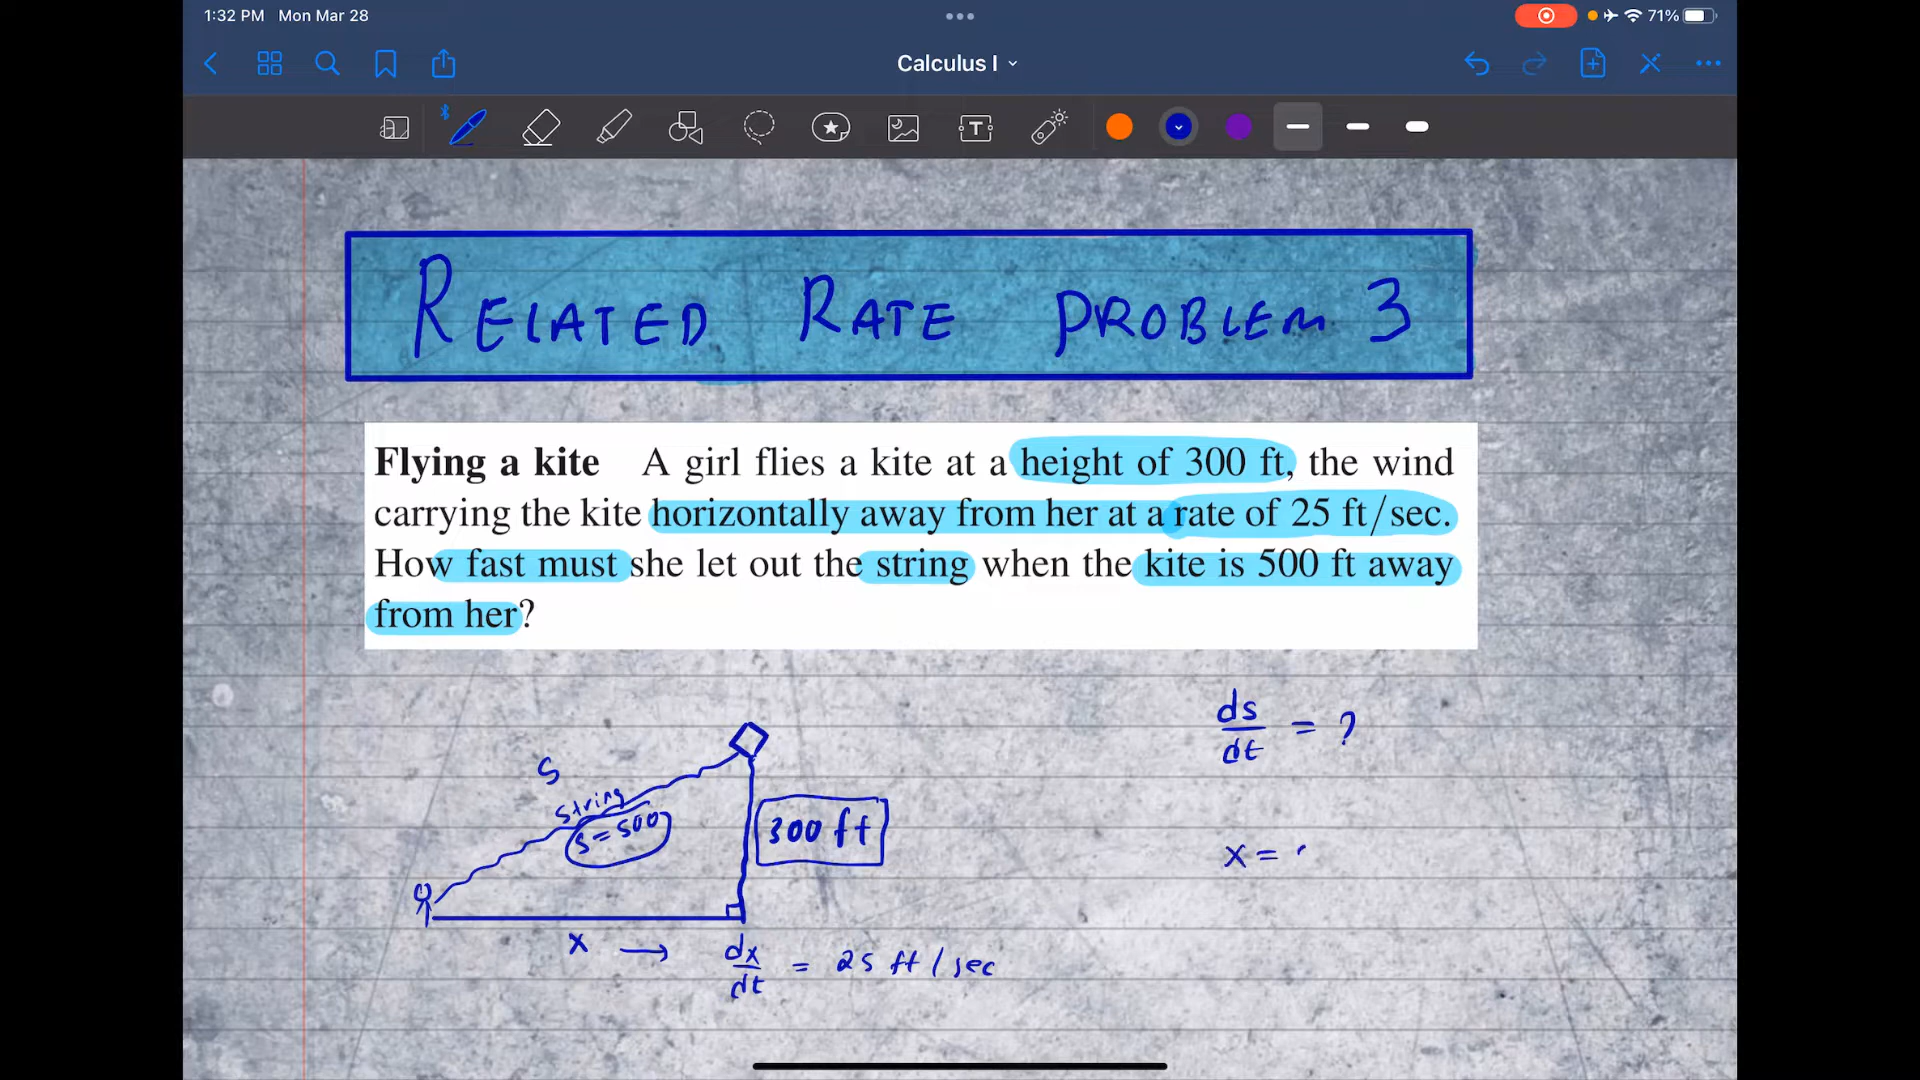 1:32 PM Mon Mar 28
71%
Calculus I
RELATED RATE PROBLEM 3
Flying a kite A girl flies a kite at a height of 300 ft, the wind
carrying the kite horizontally away from her at a rate of 25 ft/sec.
How fast must she let out the string when the kite is 500 ft away
from her?
ds/dt = ?
S
string
s = 500
300 ft
x =
x → dx/dt = 25 ft / sec